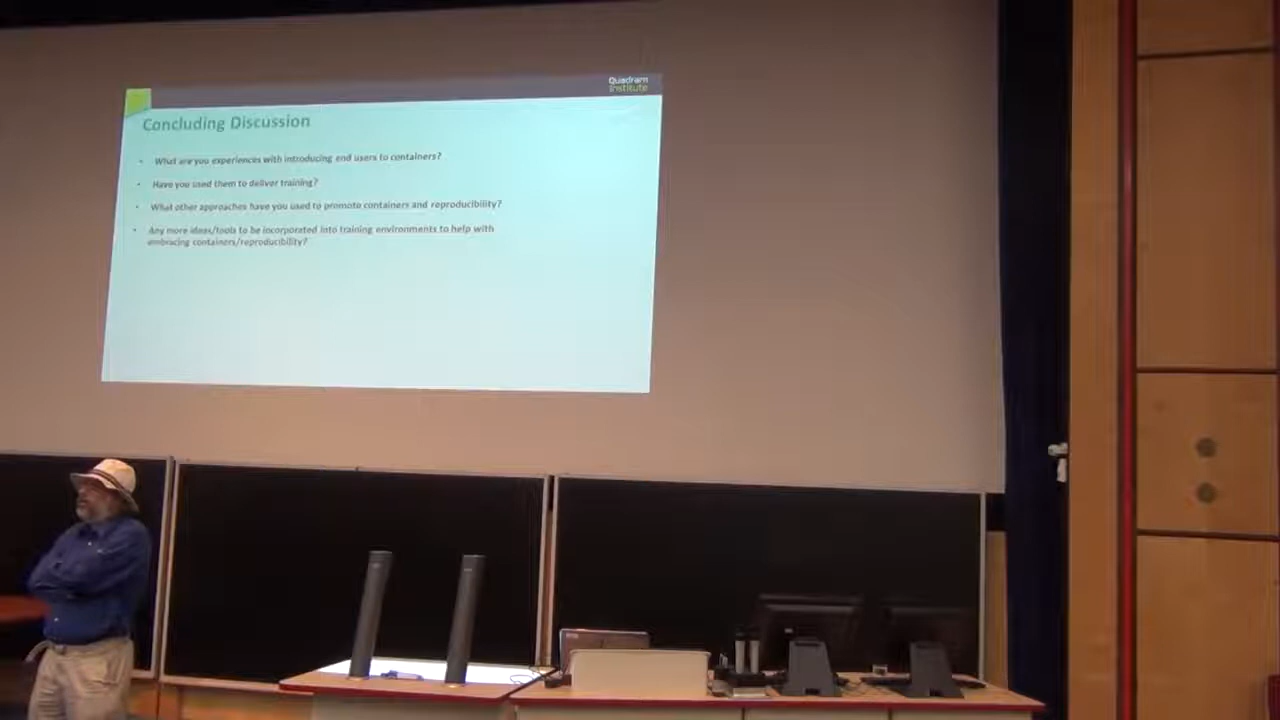 Quadram
Institute
Concluding Discussion
What are you experiences with introducing end users to containers?
Have you used them to deliver training?
What other approaches have you used to promote containers and reproducibility?
Any more ideas/tools to be incorporated into training environments to help with
embracing containers/reproducibility?